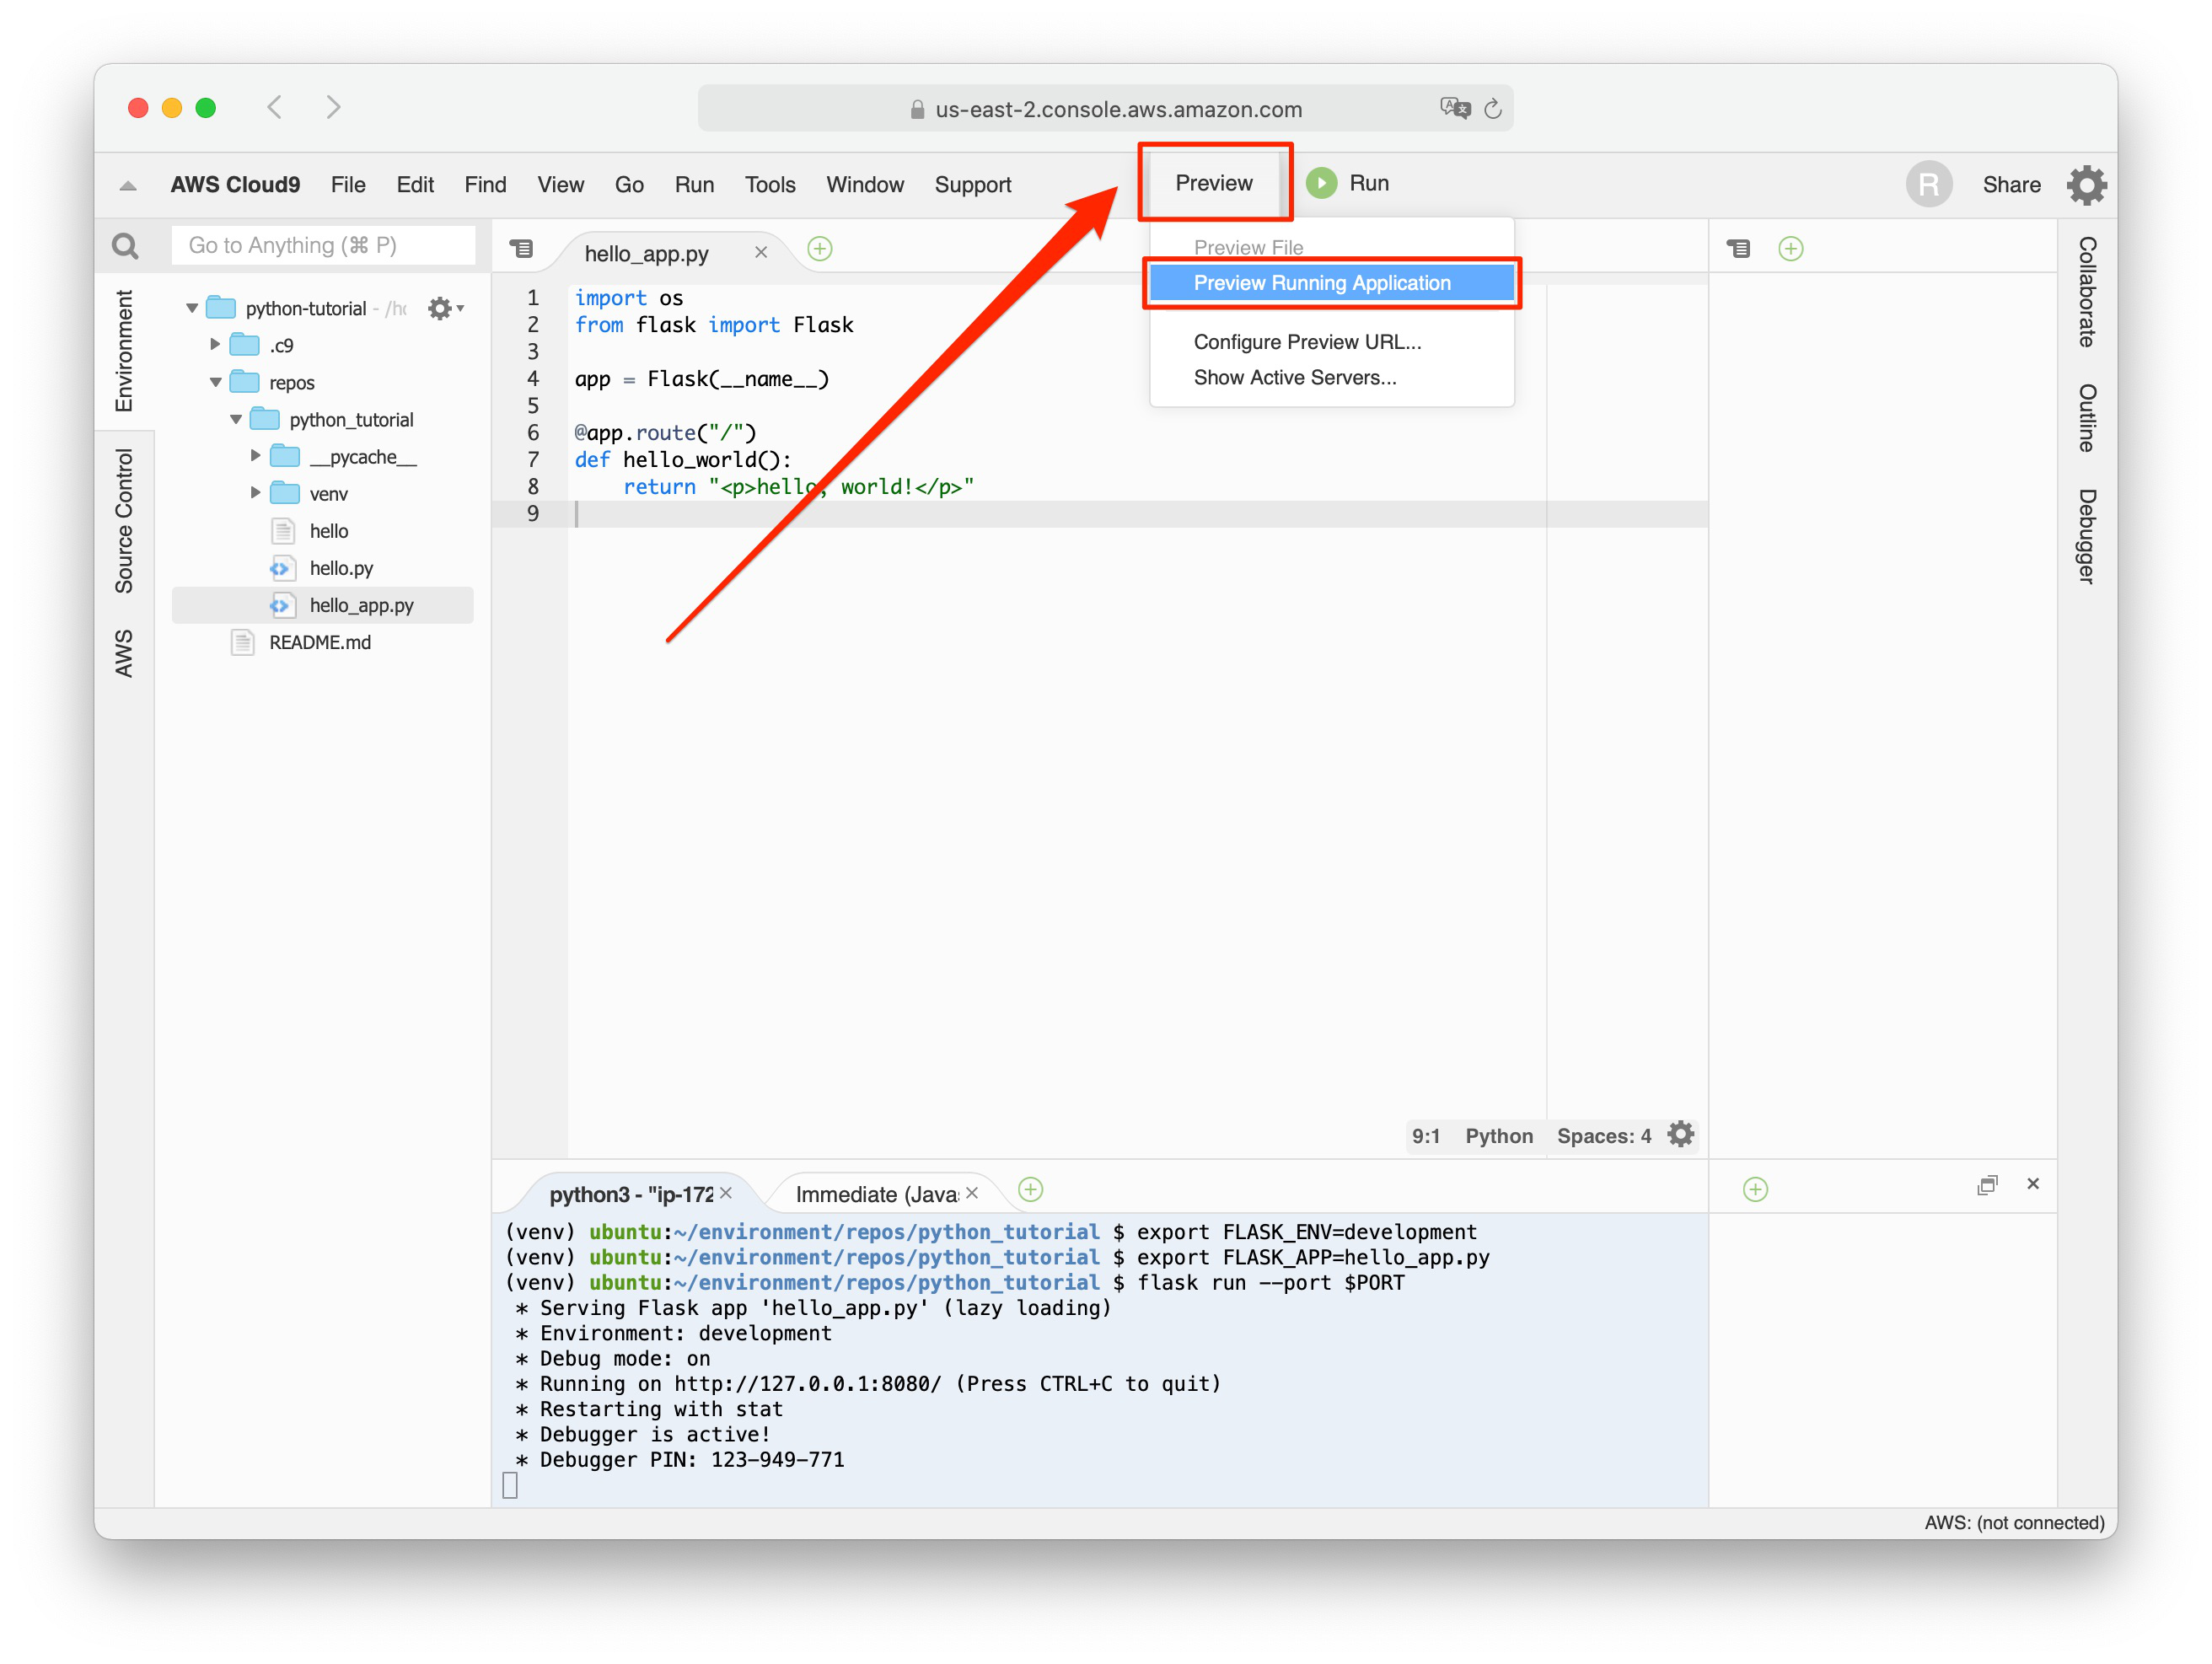 us-east-2.console.aws.amazon.com
AWS Cloud9 File Edit Find View Go Run Tools Window Support Preview Run R Share
Go to Anything (⌘ P)
hello_app.py
Preview File
Preview Running Application
Configure Preview URL...
Show Active Servers...
Environment
Source Control
AWS
python-tutorial - /h
.c9
repos
python_tutorial
__pycache__
venv
hello
hello.py
hello_app.py
README.md
1 import os
2 from flask import Flask
3
4 app = Flask(__name__)
5
6 @app.route("/")
7 def hello_world():
8 return "<p>hello, world!</p>"
9
Collaborate
Outline
Debugger
9:1 Python Spaces: 4
python3 - "ip-172
Immediate (Java
(venv) ubuntu:~/environment/repos/python_tutorial $ export FLASK_ENV=development
(venv) ubuntu:~/environment/repos/python_tutorial $ export FLASK_APP=hello_app.py
(venv) ubuntu:~/environment/repos/python_tutorial $ flask run --port $PORT
* Serving Flask app 'hello_app.py' (lazy loading)
* Environment: development
* Debug mode: on
* Running on http://127.0.0.1:8080/ (Press CTRL+C to quit)
* Restarting with stat
* Debugger is active!
* Debugger PIN: 123-949-771
AWS: (not connected)